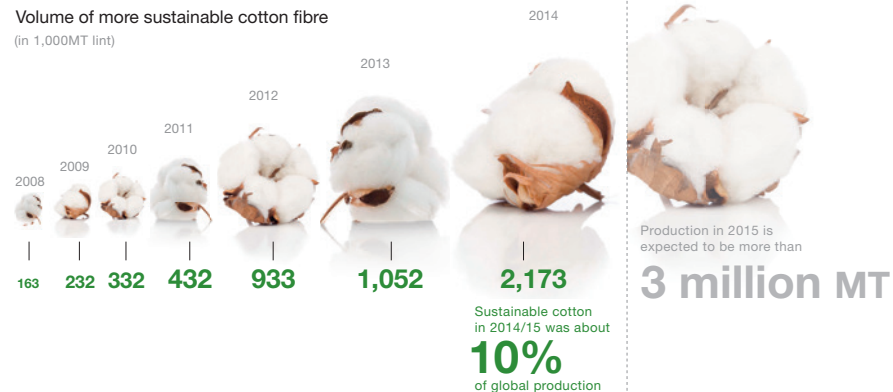 Volume of more sustainable cotton fibre
(in 1,000MT lint)
2008
2009
2010
2011
2012
2013
2014
163
232
332
432
933
1,052
2,173
Sustainable cotton
in 2014/15 was about
10%
of global production
Production in 2015 is
expected to be more than
3 million MT